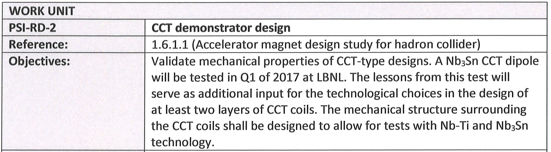 WORK UNIT
PSI-RD-2 CCT demonstrator design
Reference: 1.6.1.1 (Accelerator magnet design study for hadron collider)
Objectives: Validate mechanical properties of CCT-type designs. A Nb₃Sn CCT dipole
will be tested in Q1 of 2017 at LBNL. The lessons from this test will
serve as additional input for the technological choices in the design of
at least two layers of CCT coils. The mechanical structure surrounding
the CCT coils shall be designed to allow for tests with Nb-Ti and Nb₃Sn
technology.